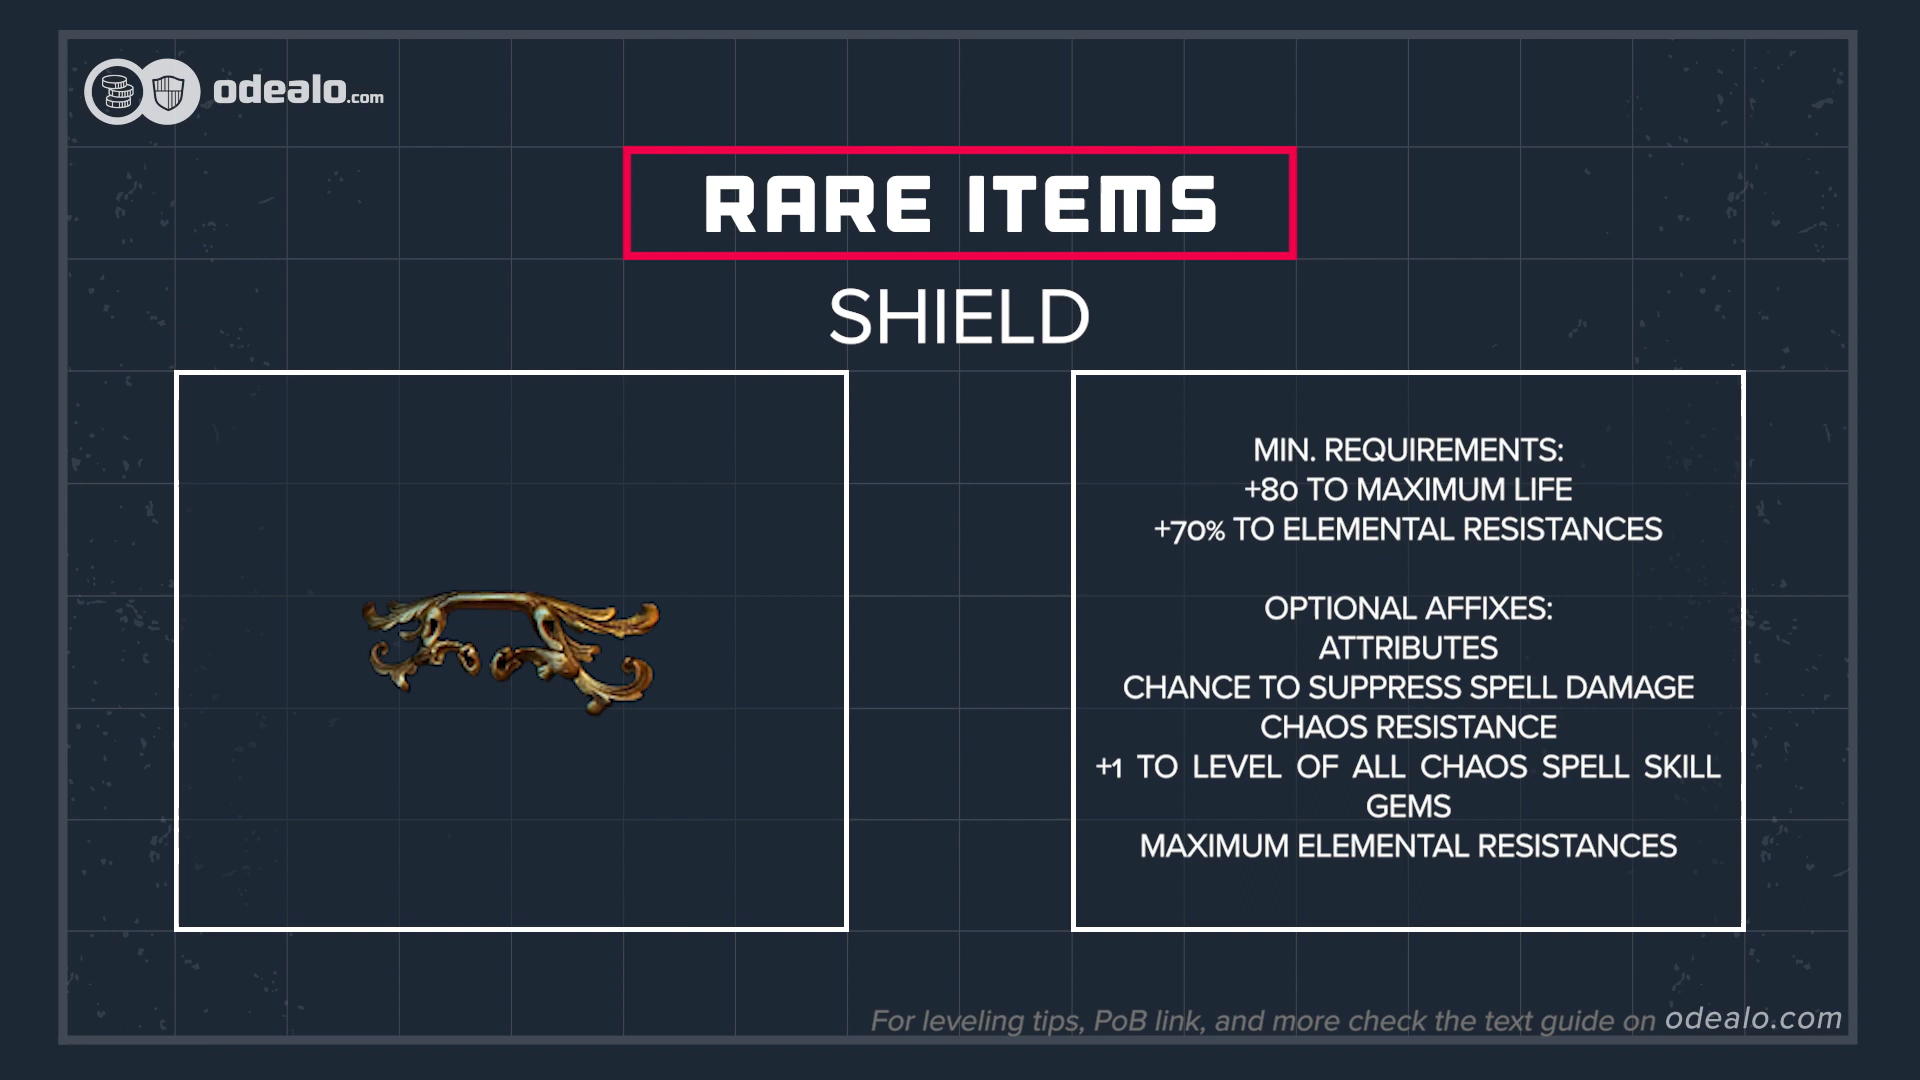 odealo.com
RARE ITEMS
SHIELD
MIN. REQUIREMENTS:
+80 TO MAXIMUM LIFE
+70% TO ELEMENTAL RESISTANCES
OPTIONAL AFFIXES:
ATTRIBUTES
CHANCE TO SUPPRESS SPELL DAMAGE
CHAOS RESISTANCE
+1 TO LEVEL OF ALL CHAOS SPELL SKILL
GEMS
MAXIMUM ELEMENTAL RESISTANCES
For leveling tips, PoB link, and more check the text guide on odealo.com